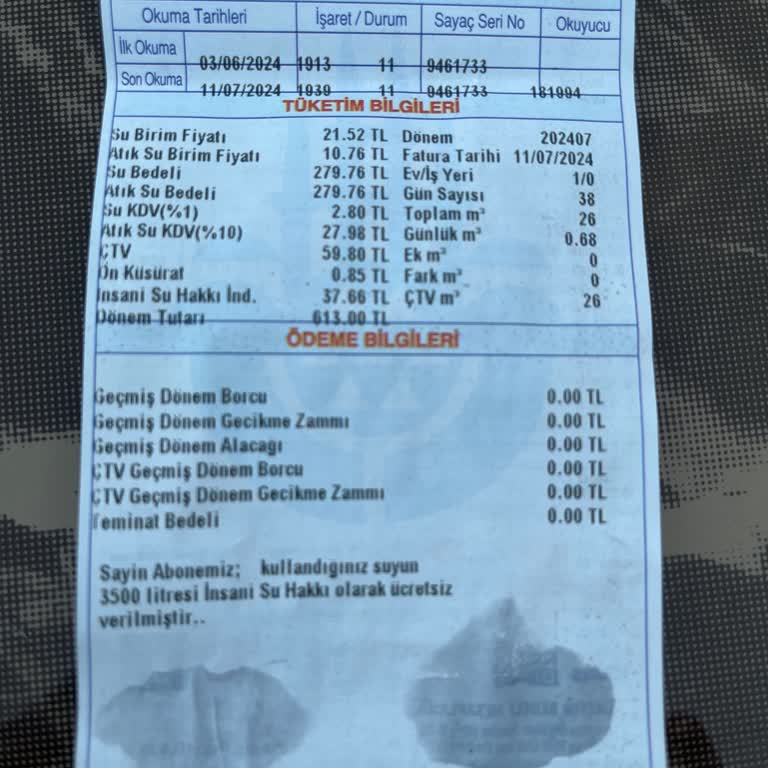 Okuma Tarihleri İşaret / Durum Sayaç Seri No Okuyucu
İlk Okuma 03/06/2024 1913 11 9461733
Son Okuma 11/07/2024 1939 11 9461733 181994
TÜKETİM BİLGİLERİ
Su Birim Fiyatı 21.52 TL Dönem 202407
Atık Su Birim Fiyatı 10.76 TL Fatura Tarihi 11/07/2024
Su Bedeli 279.76 TL Ev/İş Yeri 1/0
Atık Su Bedeli 279.76 TL Gün Sayısı 38
Su KDV(%1) 2.80 TL Toplam m³ 26
Atık Su KDV(%10) 27.98 TL Günlük m³ 0.68
ÇTV 59.80 TL Ek m³ 0
Ön Küsürat 0.85 TL Fark m³ 0
İnsani Su Hakkı İnd. 37.66 TL ÇTV m³ 26
Dönem Tutarı 613.00 TL
ÖDEME BİLGİLERİ
Geçmiş Dönem Borcu 0.00 TL
Geçmiş Dönem Gecikme Zammı 0.00 TL
Geçmiş Dönem Alacağı 0.00 TL
ÇTV Geçmiş Dönem Borcu 0.00 TL
ÇTV Geçmiş Dönem Gecikme Zammı 0.00 TL
Teminat Bedeli 0.00 TL
Sayin Abonemiz; kullandığınız suyun
3500 litresi İnsani Su Hakkı olarak ücretsiz
verilmiştir..